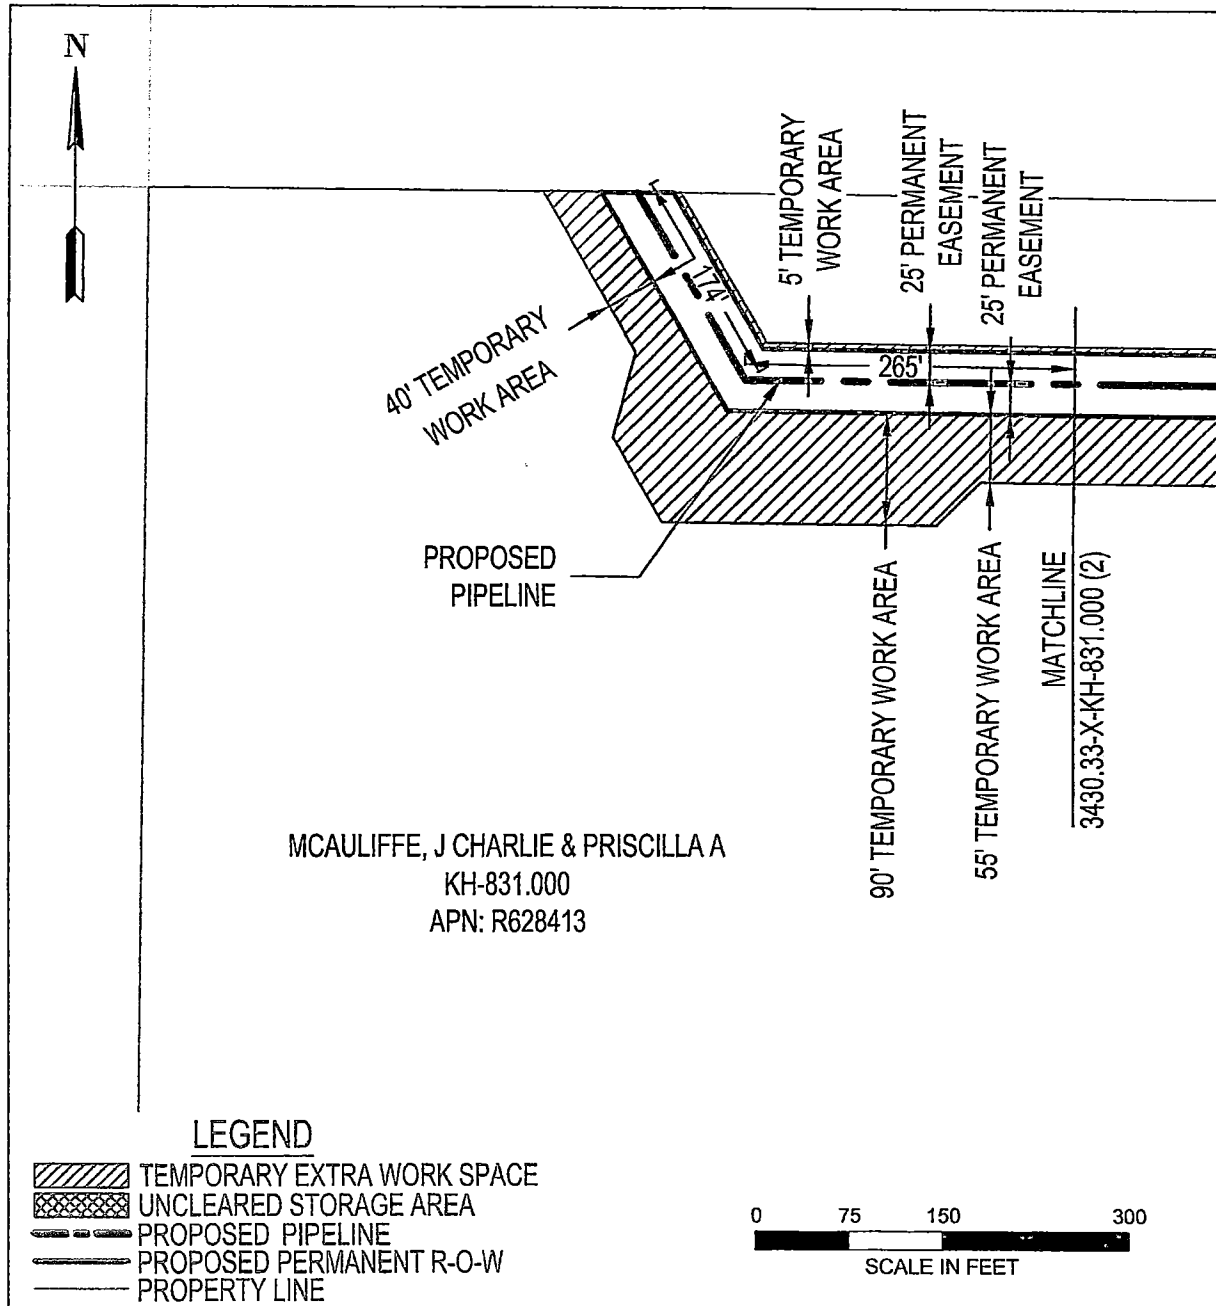 N
5' TEMPORARY
WORK AREA
25' PERMANENT
EASEMENT
25' PERMANENT
EASEMENT
174'
265'
40' TEMPORARY
WORK AREA
PROPOSED
PIPELINE
90' TEMPORARY WORK AREA
55' TEMPORARY WORK AREA
MATCHLINE
3430.33-X-KH-831.000 (2)
MCAULIFFE, J CHARLIE & PRISCILLA A
KH-831.000
APN: R628413
LEGEND
TEMPORARY EXTRA WORK SPACE
UNCLEARED STORAGE AREA
PROPOSED PIPELINE
PROPOSED PERMANENT R-O-W
PROPERTY LINE
0 75 150 300
SCALE IN FEET